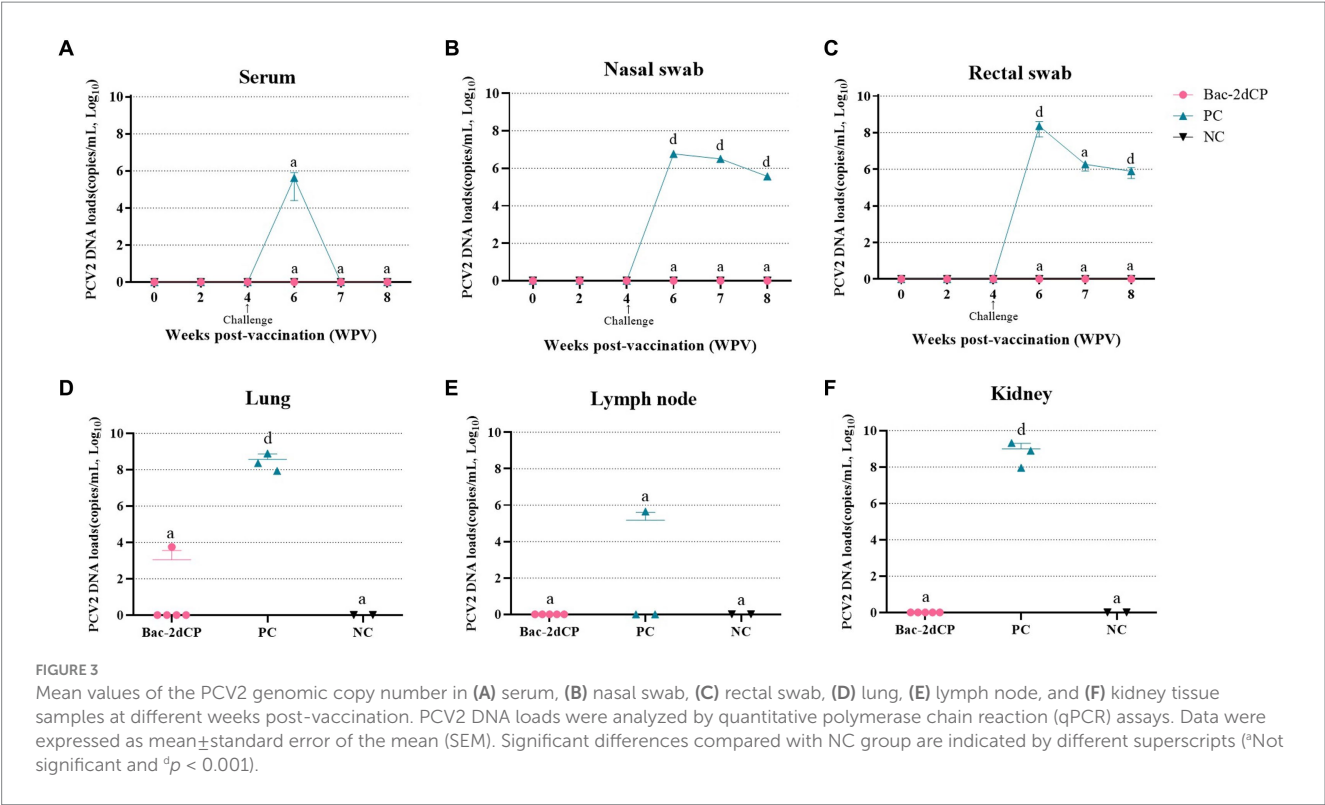 A
Serum
PCV2 DNA loads(copies/mL, Log10)
10
8
6
4
2
0
a
a
a
a
0 2 4 6 7 8
↑
Challenge
Weeks post-vaccination (WPV)
B
Nasal swab
PCV2 DNA loads(copies/mL, Log10)
10
8
6
4
2
0
d
d
d
a
a
a
0 2 4 6 7 8
↑
Challenge
Weeks post-vaccination (WPV)
C
Rectal swab
PCV2 DNA loads(copies/mL, Log10)
10
8
6
4
2
0
d
a
d
a
a
a
0 2 4 6 7 8
↑
Challenge
Weeks post-vaccination (WPV)
Bac-2dCP
PC
NC
D
Lung
PCV2 DNA loads(copies/mL, Log10)
10
8
6
4
2
0
a
d
a
Bac-2dCP PC NC
E
Lymph node
PCV2 DNA loads(copies/mL, Log10)
10
8
6
4
2
0
a
a
a
Bac-2dCP PC NC
F
Kidney
PCV2 DNA loads(copies/mL, Log10)
10
8
6
4
2
0
a
d
a
Bac-2dCP PC NC
FIGURE 3
Mean values of the PCV2 genomic copy number in (A) serum, (B) nasal swab, (C) rectal swab, (D) lung, (E) lymph node, and (F) kidney tissue
samples at different weeks post-vaccination. PCV2 DNA loads were analyzed by quantitative polymerase chain reaction (qPCR) assays. Data were
expressed as mean±standard error of the mean (SEM). Significant differences compared with NC group are indicated by different superscripts (aNot
significant and dp < 0.001).